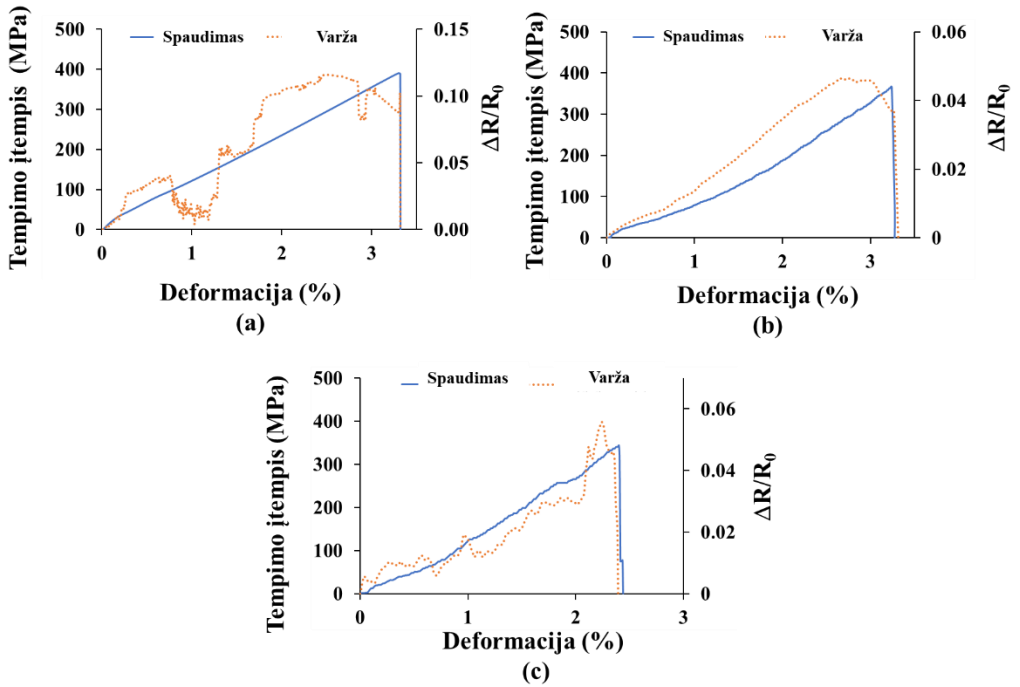 Spaudimas
Varža
Tempimo įtempis (MPa)
500
400
300
200
100
0
0
1
2
3
0.15
0.10
0.05
0.00
ΔR/R0
Deformacija (%)
(a)
Spaudimas
Varža
Tempimo įtempis (MPa)
500
400
300
200
100
0
0
1
2
3
0.06
0.04
0.02
0
ΔR/R0
Deformacija (%)
(b)
Spaudimas
Varža
Tempimo įtempis (MPa)
500
400
300
200
100
0
0
1
2
3
0.06
0.04
0.02
0
ΔR/R0
Deformacija (%)
(c)